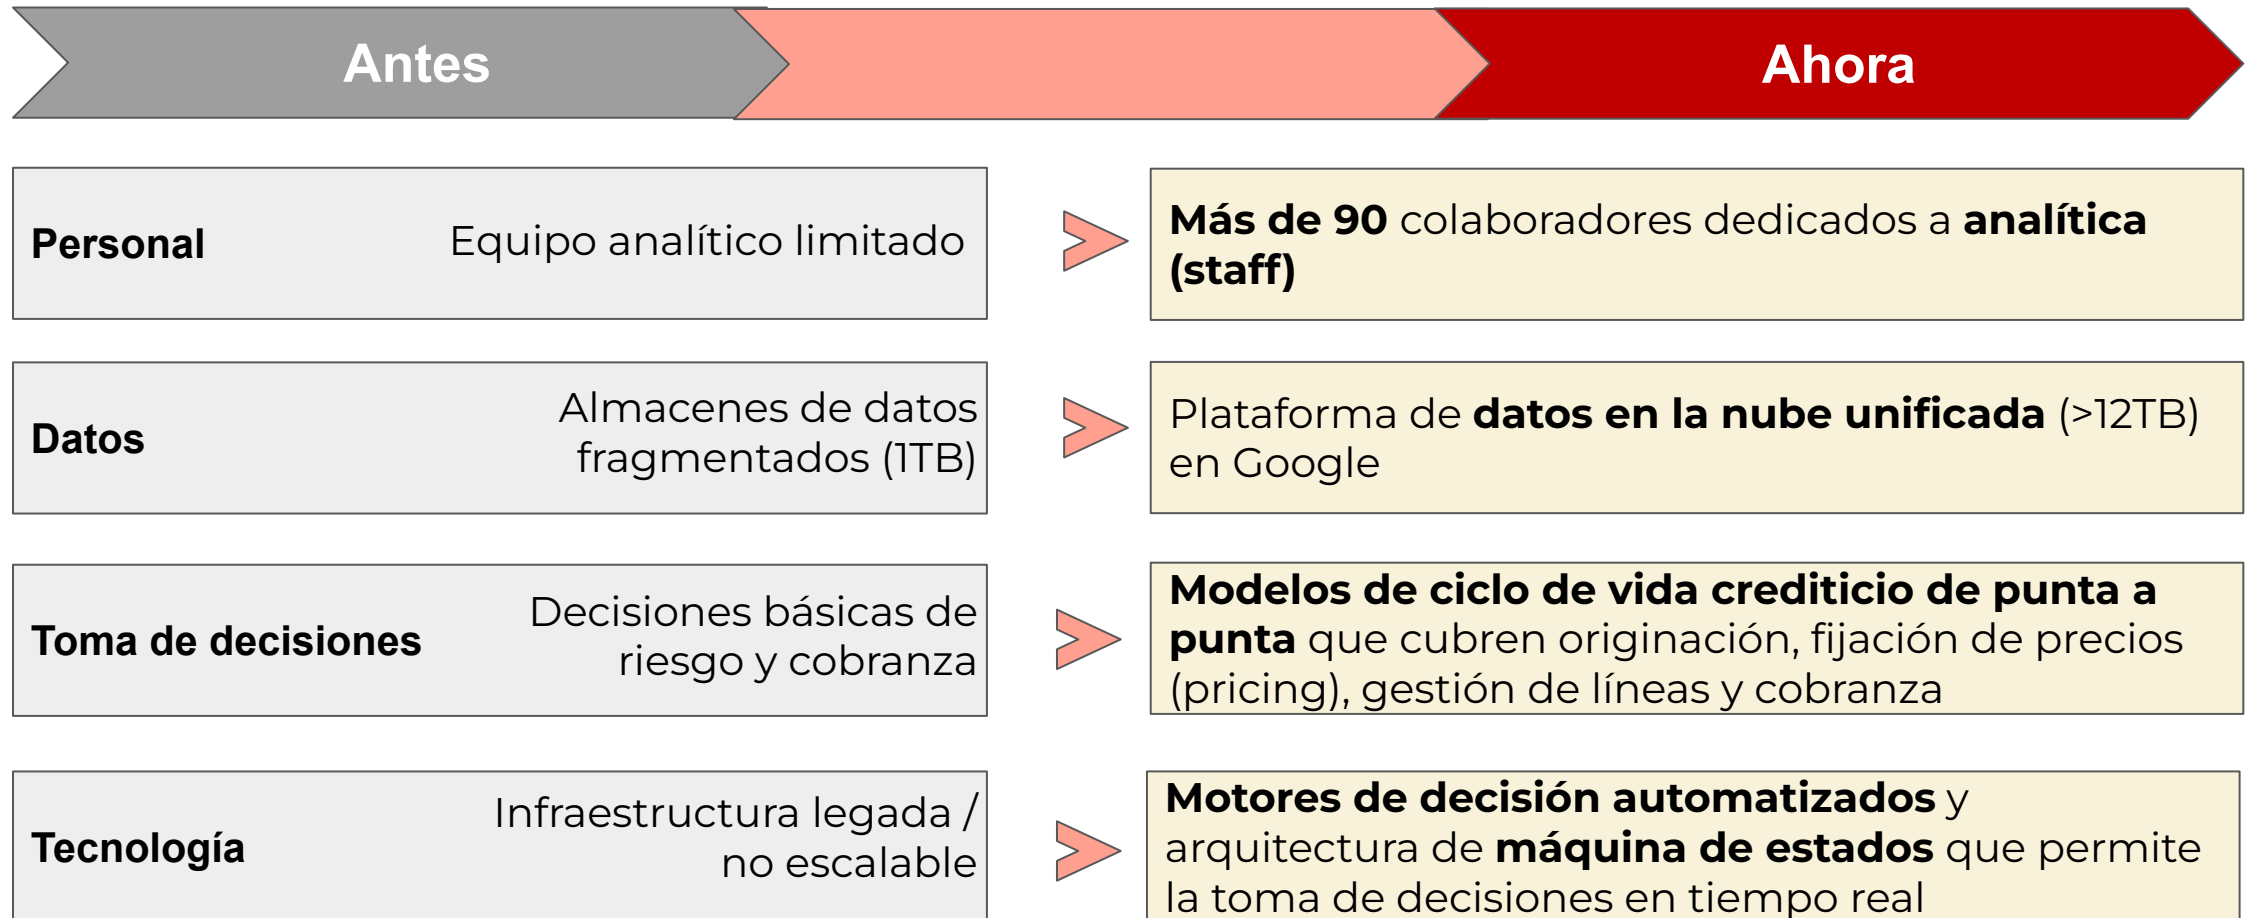 Antes
Ahora
Personal
Equipo analítico limitado
Más de 90 colaboradores dedicados a analítica
(staff)
Datos
Almacenes de datos
fragmentados (1TB)
Plataforma de datos en la nube unificada (>12TB)
en Google
Toma de decisiones
Decisiones básicas de
riesgo y cobranza
Modelos de ciclo de vida crediticio de punta a
punta que cubren originación, fijación de precios
(pricing), gestión de líneas y cobranza
Tecnología
Infraestructura legada /
no escalable
Motores de decisión automatizados y
arquitectura de máquina de estados que permite
la toma de decisiones en tiempo real